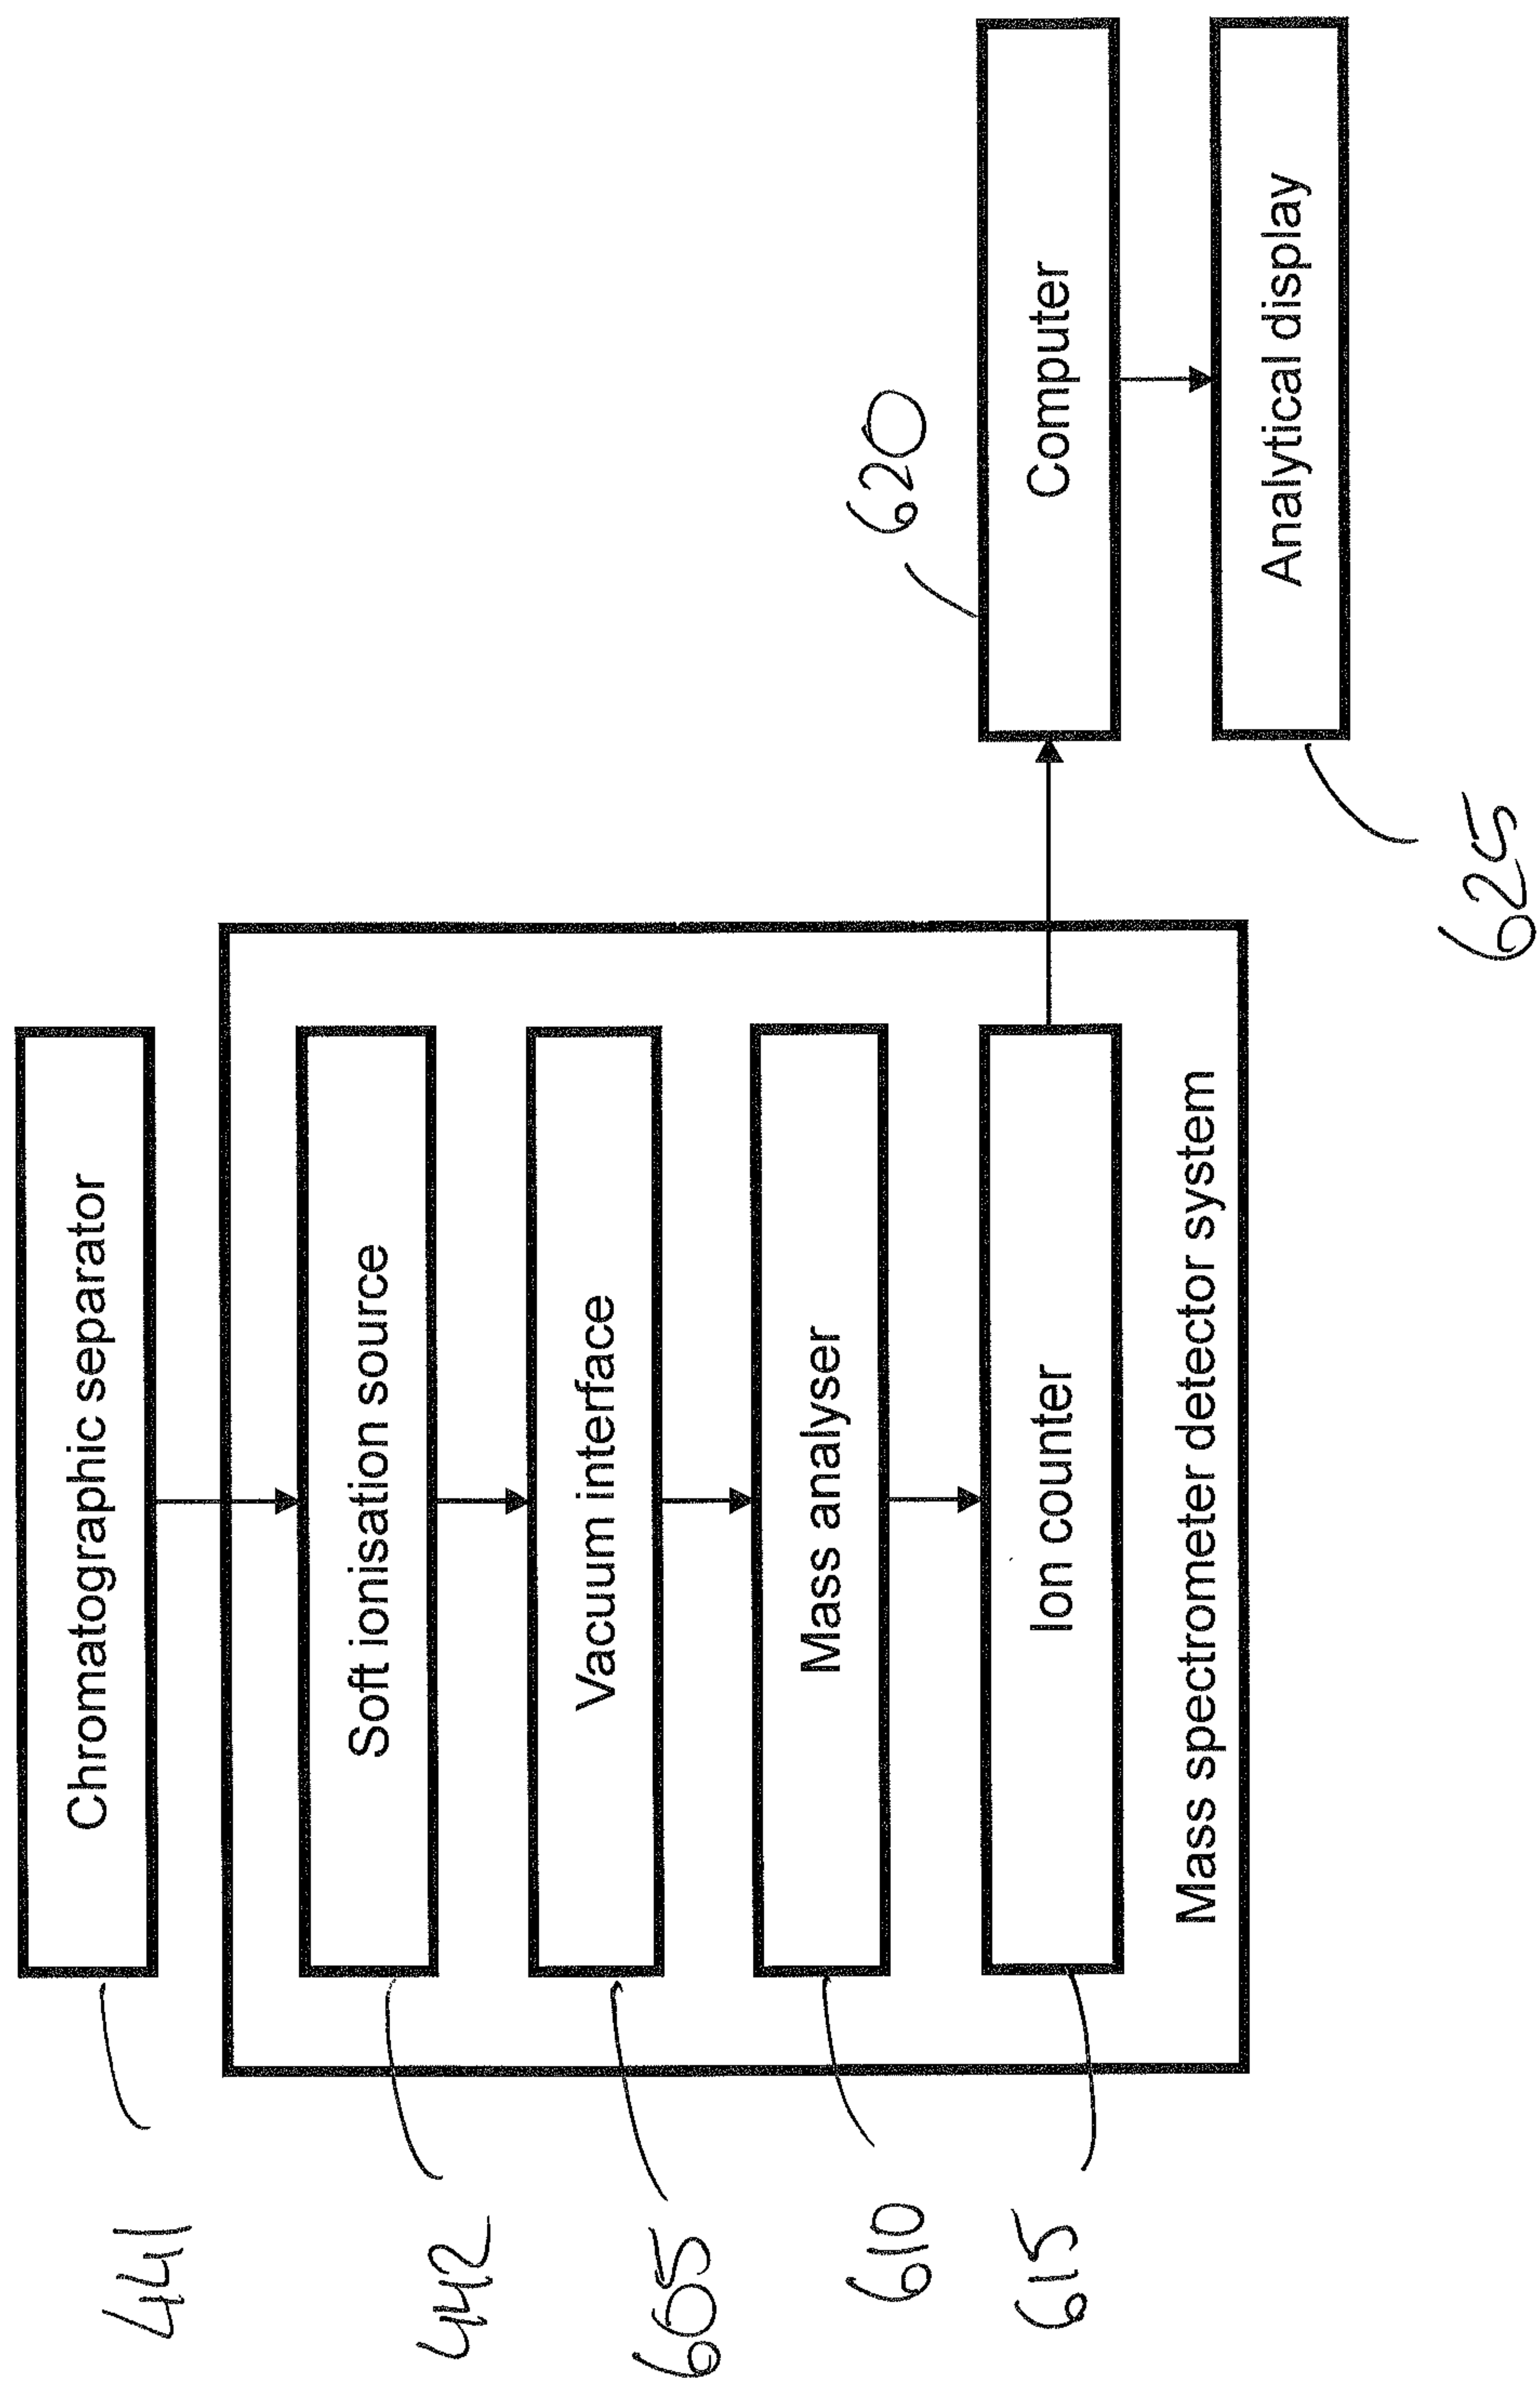 441
Chromatographic separator
442
Soft ionisation source
605
Vacuum interface
610
Mass analyser
615
Ion counter
Mass spectrometer detector system
620
Computer
Analytical display
625